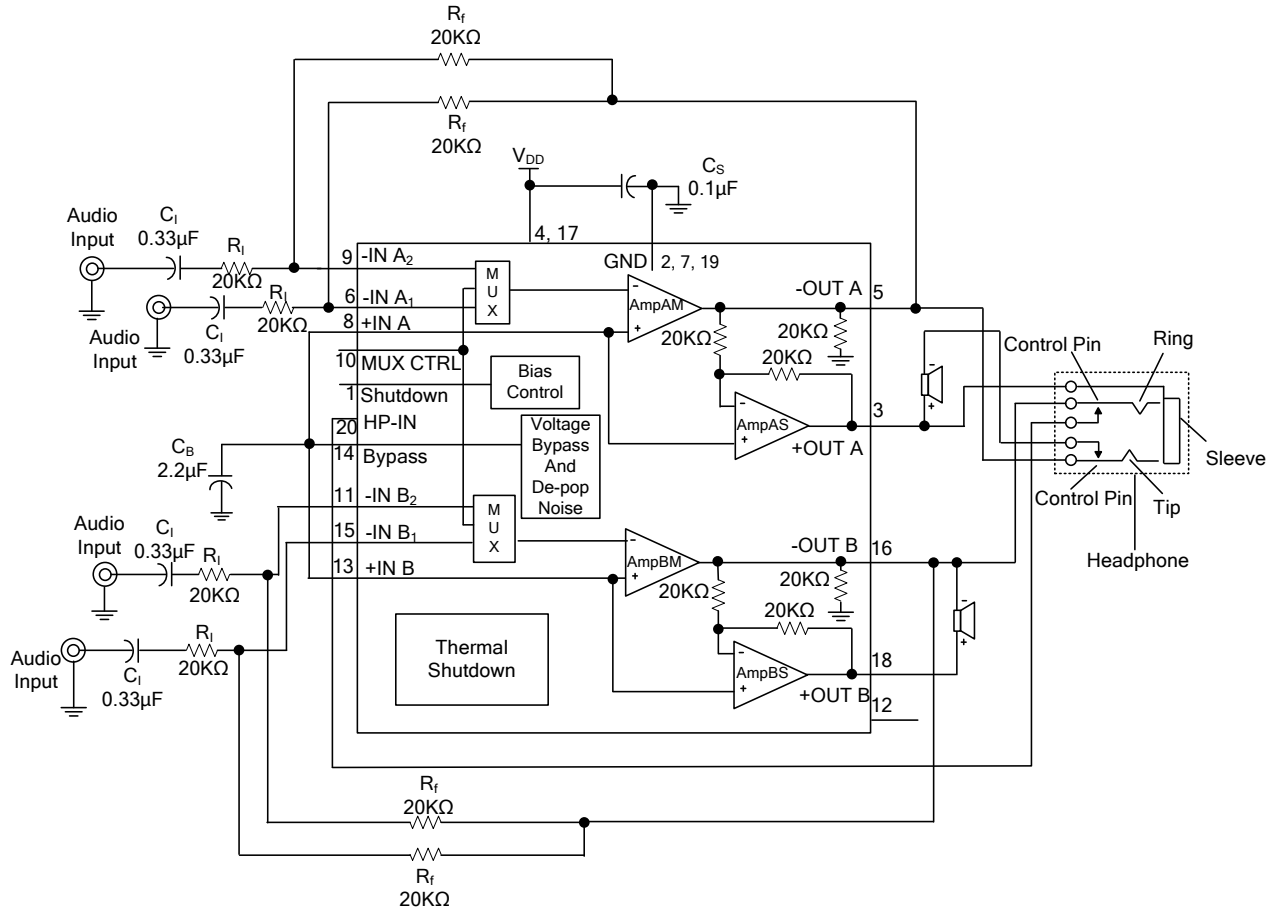 Rf
20KΩ
Rf
20KΩ
VDD
CS
0.1µF
4, 17
GND
2, 7, 19
Audio
Input
CI
0.33µF
RI
20KΩ
9
-IN A2
Audio
Input
CI
0.33µF
RI
20KΩ
6
-IN A1
8
+IN A
MUX
10
MUX CTRL
1
Shutdown
20
HP-IN
14
Bypass
Bias
Control
Voltage
Bypass
And
De-pop
Noise
CB
2.2µF
-
AmpAM
+
-OUT A
5
20KΩ
20KΩ
20KΩ
-
AmpAS
+
3
+OUT A
-
+
Control Pin
Ring
Sleeve
Control Pin
Tip
Headphone
11
-IN B2
15
-IN B1
13
+IN B
MUX
Audio
Input
CI
0.33µF
RI
20KΩ
Audio
Input
CI
0.33µF
RI
20KΩ
-
AmpBM
+
-OUT B
16
20KΩ
20KΩ
20KΩ
-
AmpBS
+
18
+OUT B
12
-
+
Thermal
Shutdown
Rf
20KΩ
Rf
20KΩ